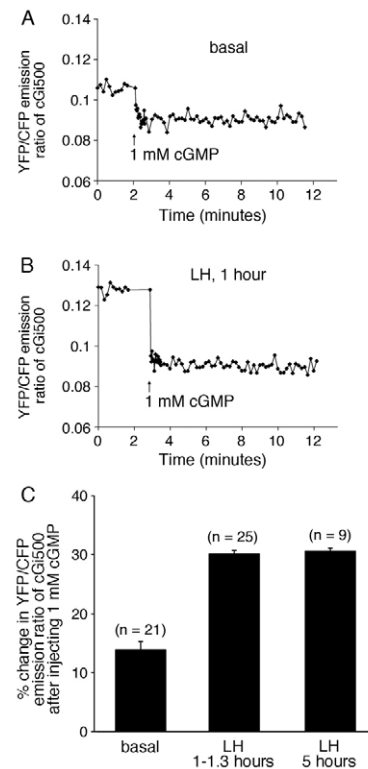 A
0.14
0.12
0.1
0.08
0.06
YFP/CFP emission
ratio of cGi500
basal
1 mM cGMP
0 2 4 6 8 10 12
Time (minutes)
B
0.14
0.12
0.1
0.08
0.06
YFP/CFP emission
ratio of cGi500
LH, 1 hour
1 mM cGMP
0 2 4 6 8 10 12
Time (minutes)
C
40
30
20
10
0
% change in YFP/CFP
emission ratio of cGi500
after injecting 1 mM cGMP
(n = 21)
(n = 25)
(n = 9)
basal
LH
1-1.3 hours
LH
5 hours